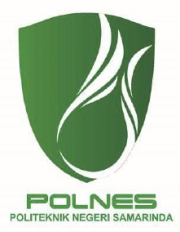 POLNES
POLITEKNIK NEGERI SAMARINDA